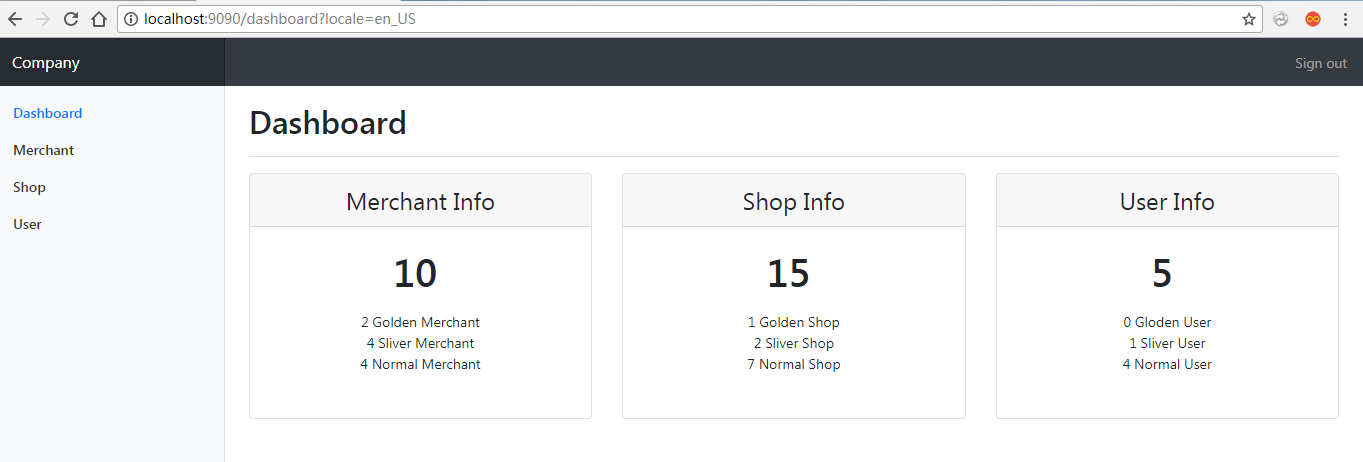 localhost:9090/dashboard?locale=en_US
Company
Sign out
Dashboard
Merchant
Shop
User
Dashboard
Merchant Info
10
2 Golden Merchant
4 Sliver Merchant
4 Normal Merchant
Shop Info
15
1 Golden Shop
2 Sliver Shop
7 Normal Shop
User Info
5
0 Gloden User
1 Sliver User
4 Normal User